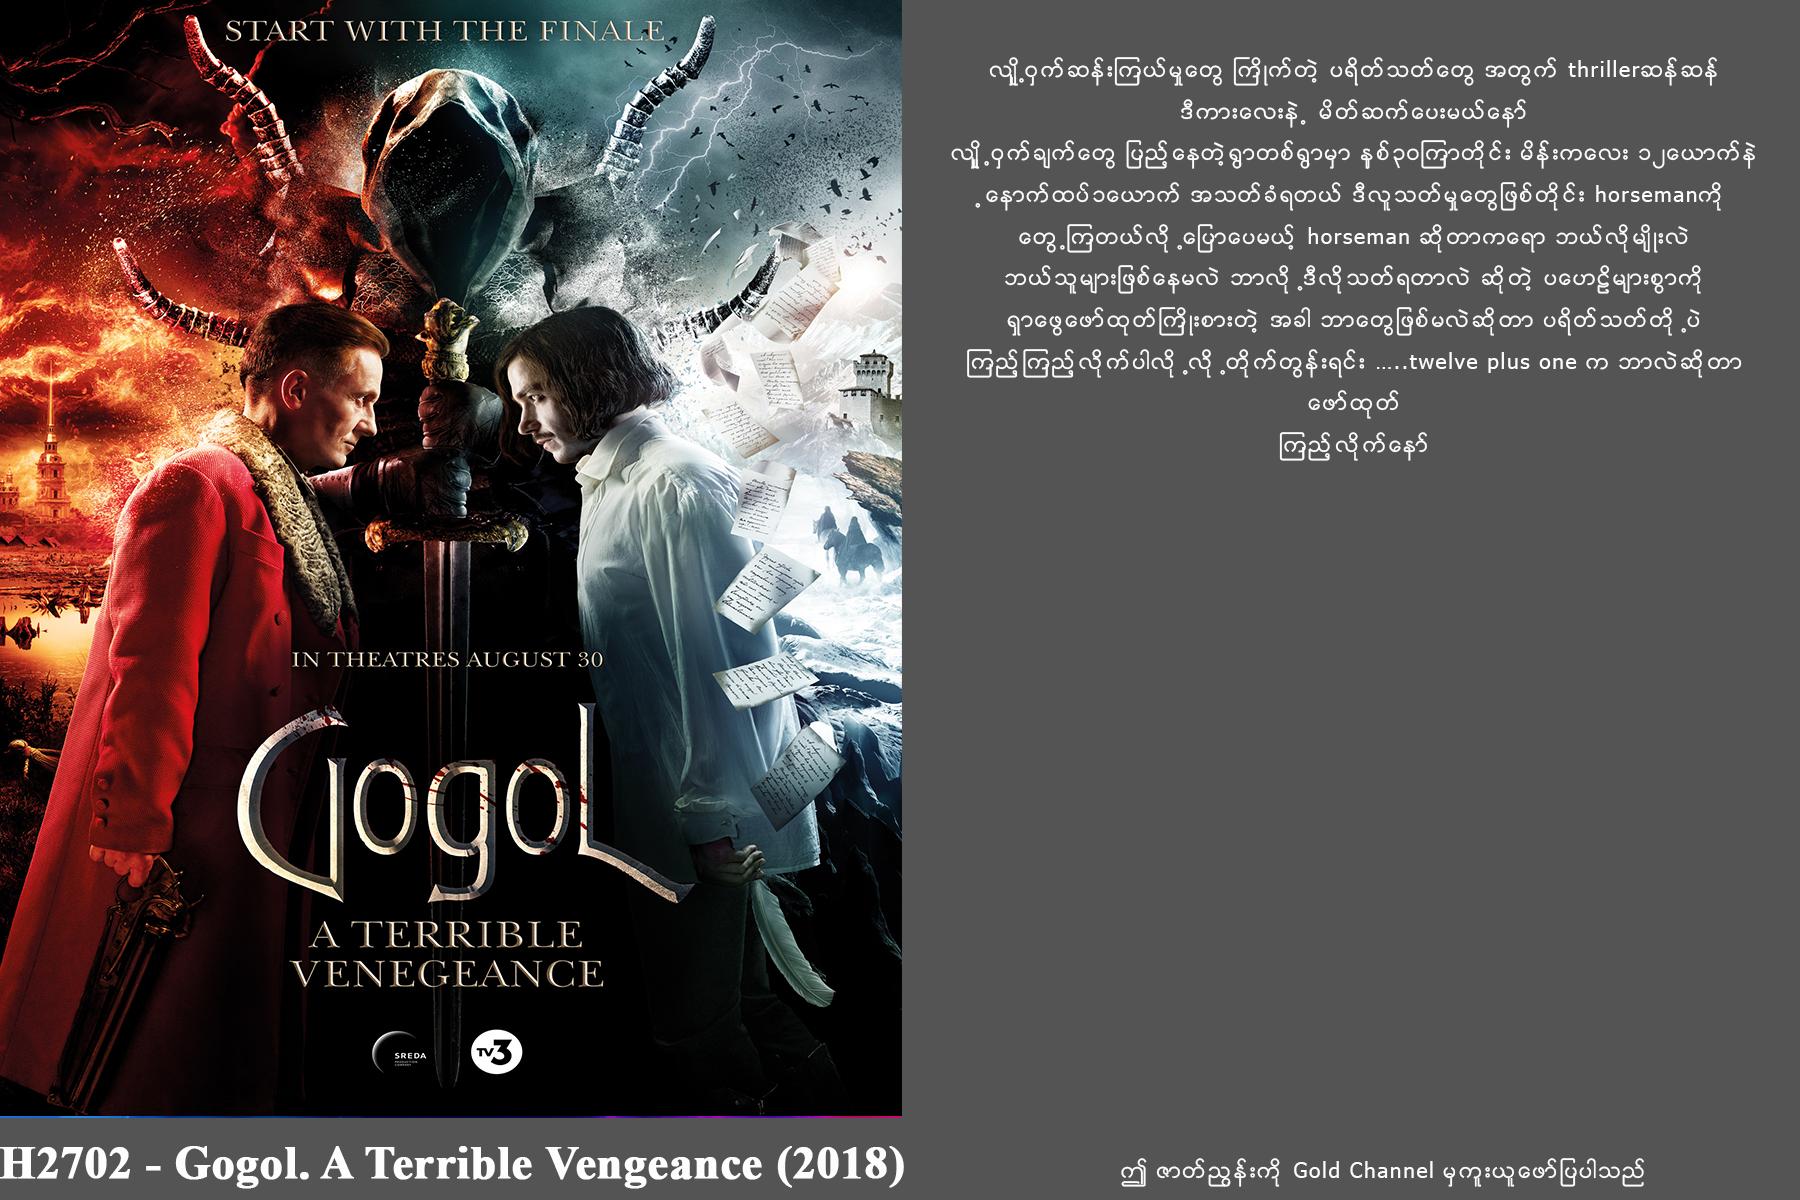 START WITH THE FINALE
IN THEATRES AUGUST 30
Gogol
A TERRIBLE
VENEGEANCE
SREDA
PRODUCTION
COMPANY
TV3
H2702 - Gogol. A Terrible Vengeance (2018)
လျို့ဝှက်ဆန်းကြယ်မှုတွေ ကြိုက်တဲ့ ပရိတ်သတ်တွေ အတွက် thrillerဆန်ဆန်
ဒီကားလေးနဲ့ မိတ်ဆက်ပေးမယ်နော်
လျို့ဝှက်ချက်တွေ ပြည့်နေတဲ့ရွာတစ်ရွာမှာ နှစ်၃၀ကြာတိုင်း မိန်းကလေး ၁၂ယောက်နဲ
့နောက်ထပ်၁ယောက် အသတ်ခံရတယ် ဒီလူသတ်မှုတွေဖြစ်တိုင်း horsemanကို
တွေ့ကြတယ်လို့ပြောပေမယ့် horseman ဆိုတာကရော ဘယ်လိုမျိုးလဲ
ဘယ်သူများဖြစ်နေမလဲ ဘာလို့ဒီလိုသတ်ရတာလဲ ဆိုတဲ့ ပဟေဠိများစွာကို
ရှာဖွေဖော်ထုတ်ကြိုးစားတဲ့ အခါ ဘာတွေဖြစ်မလဲဆိုတာ ပရိတ်သတ်တို့ပဲ
ကြည့်ကြည့်လိုက်ပါလို့လို့တိုက်တွန်းရင်း .....twelve plus one က ဘာလဲဆိုတာ
ဖော်ထုတ်
ကြည့်လိုက်နော်
ဤ ဇာတ်ညွှန်းကို Gold Channel မှကူးယူဖော်ပြပါသည်